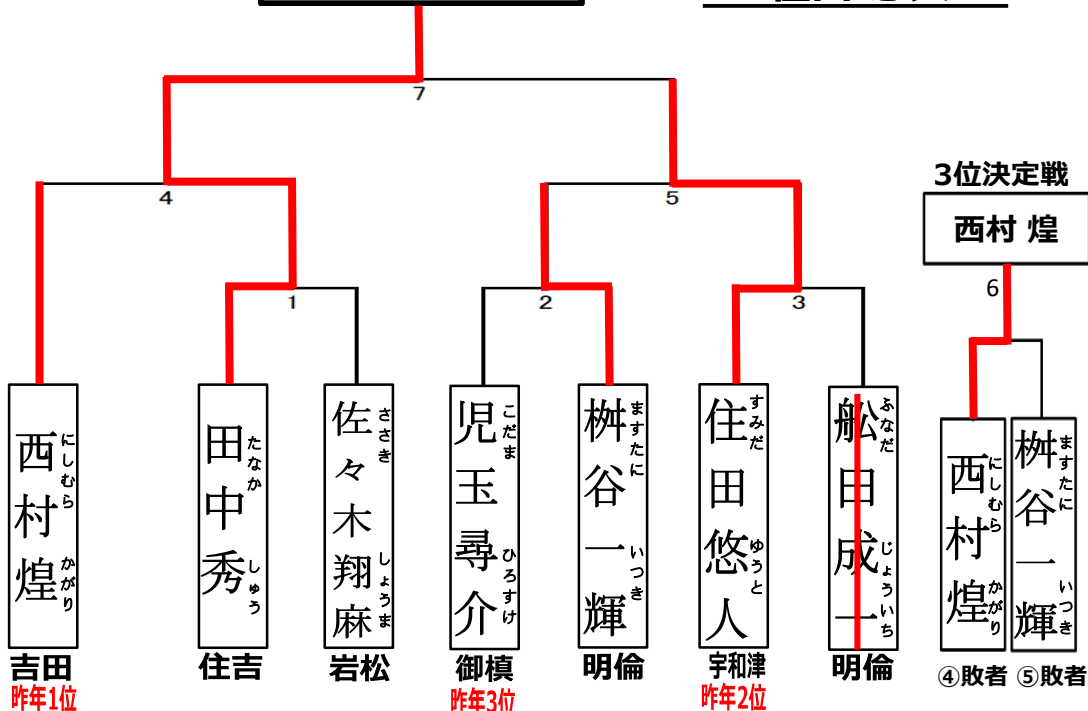 7
4
5
3位決定戦
西村 煌
6
1
2
3
西村煌
にしむら かがり
田中秀
たなか しゅう
佐々木翔麻
ささき しょうま
児玉尋介
こだま ひろすけ
桝谷一輝
ますたに いつき
住田悠人
すみだ ゆうと
舩田成一
ふなだ じょういち
西村煌
にしむら かがり
桝谷一輝
ますたに いつき
吉田
住吉
岩松
御槙
明倫
宇和津
明倫
④敗者
⑤敗者
昨年1位
昨年3位
昨年2位